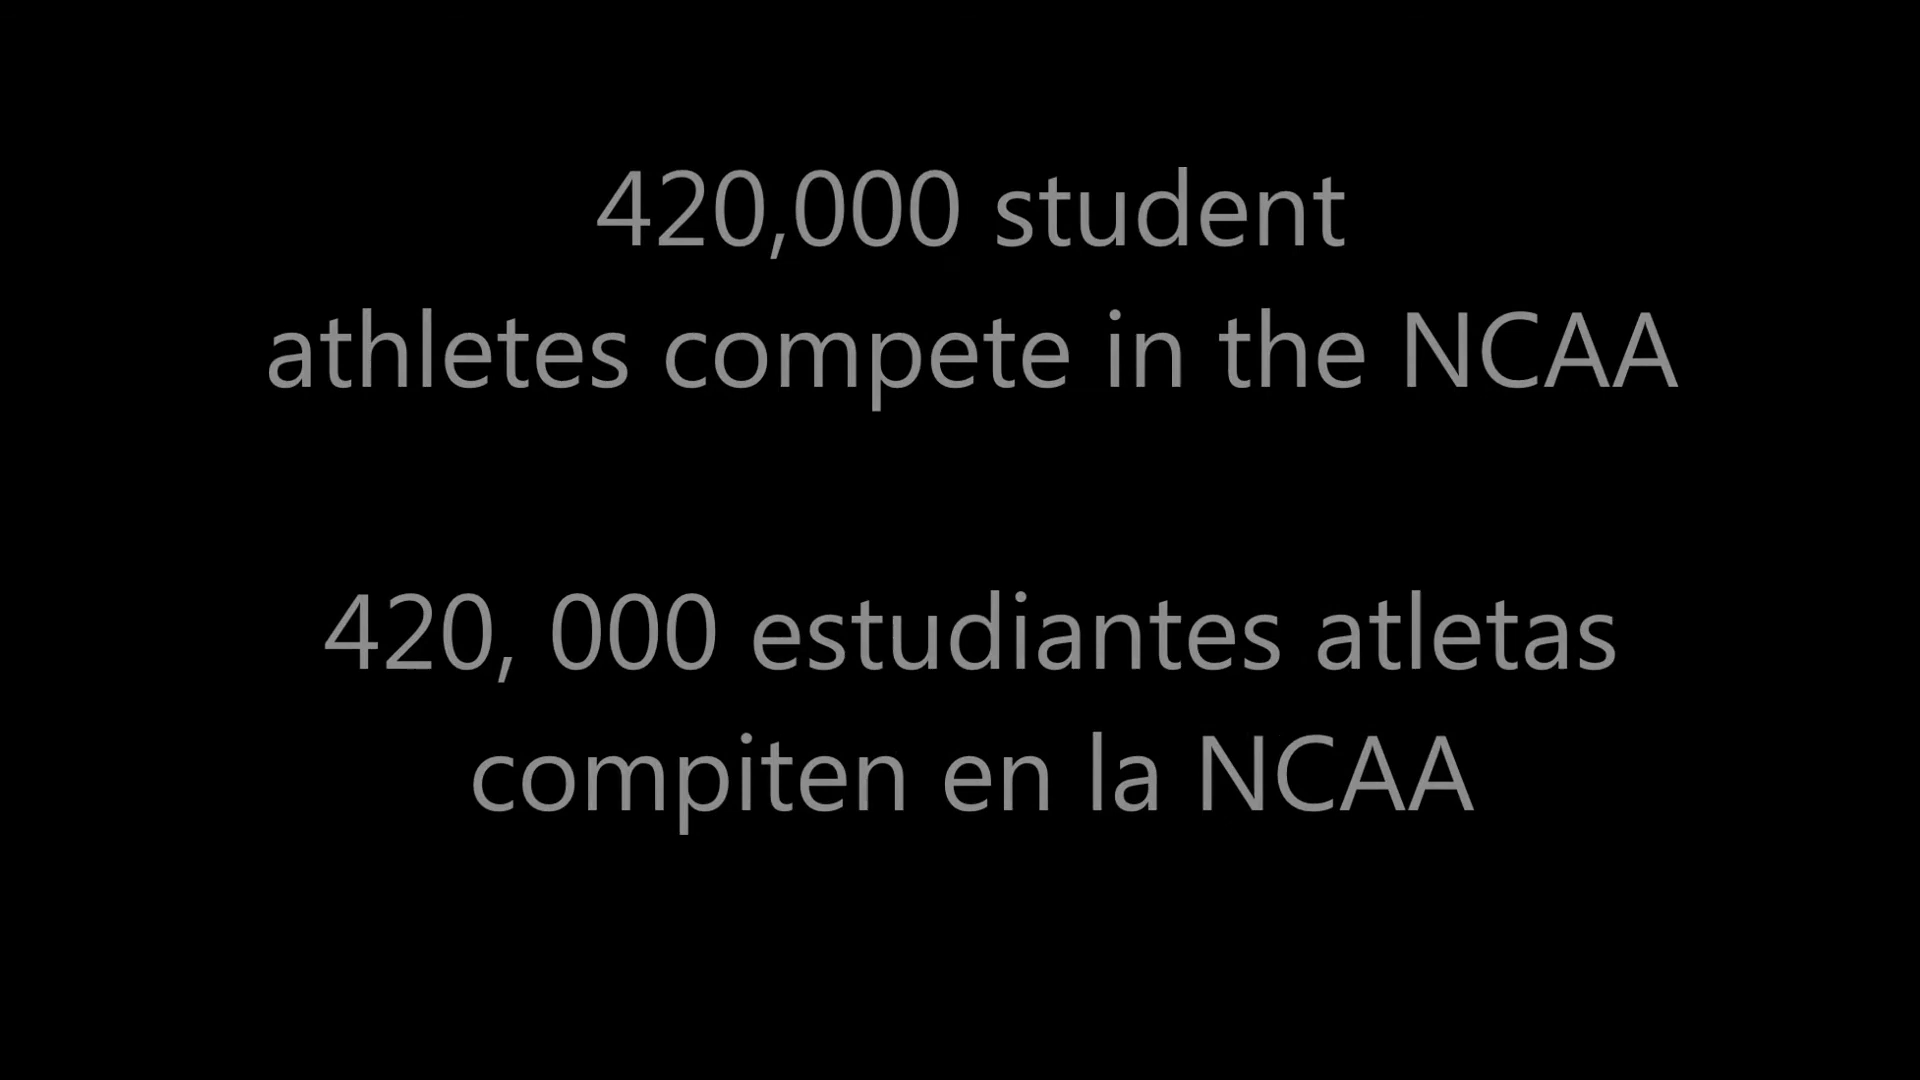 420,000 student
athletes compete in the NCAA
420, 000 estudiantes atletas
compiten en la NCAA